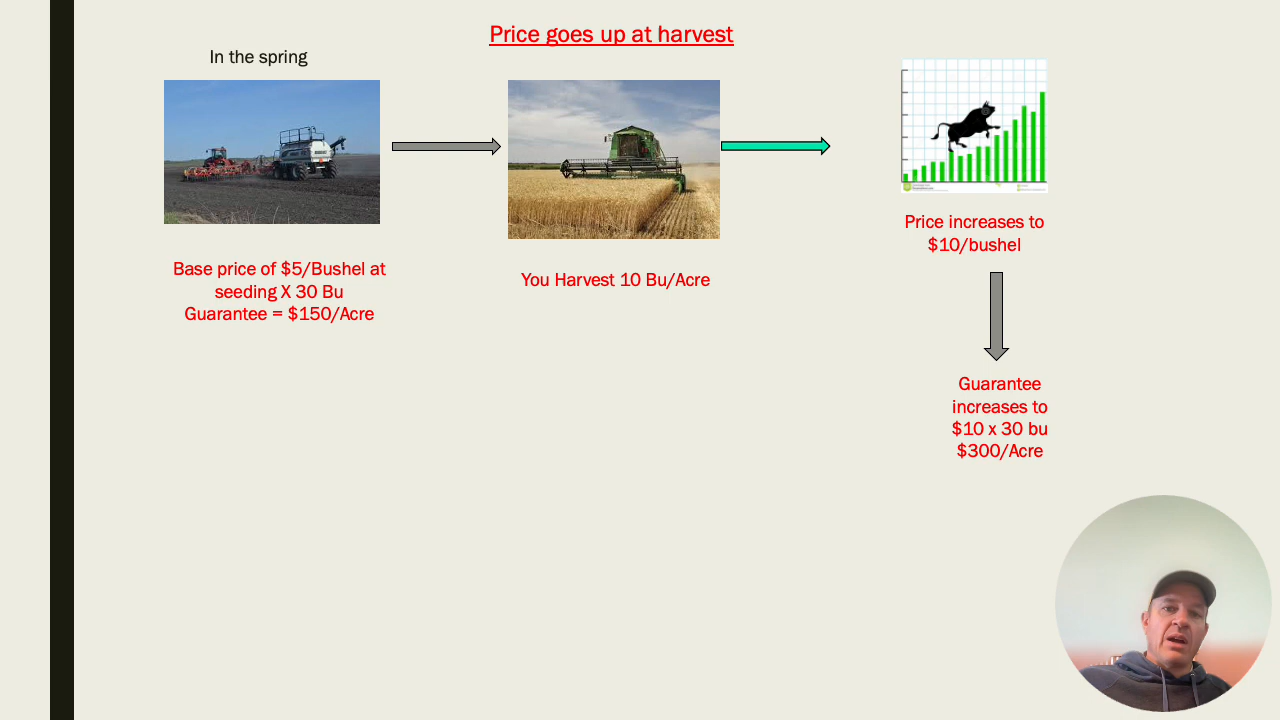 Price goes up at harvest
In the spring
Base price of $5/Bushel at
seeding X 30 Bu
Guarantee = $150/Acre
You Harvest 10 Bu/Acre
Price increases to
$10/bushel
Guarantee
increases to
$10 x 30 bu
$300/Acre